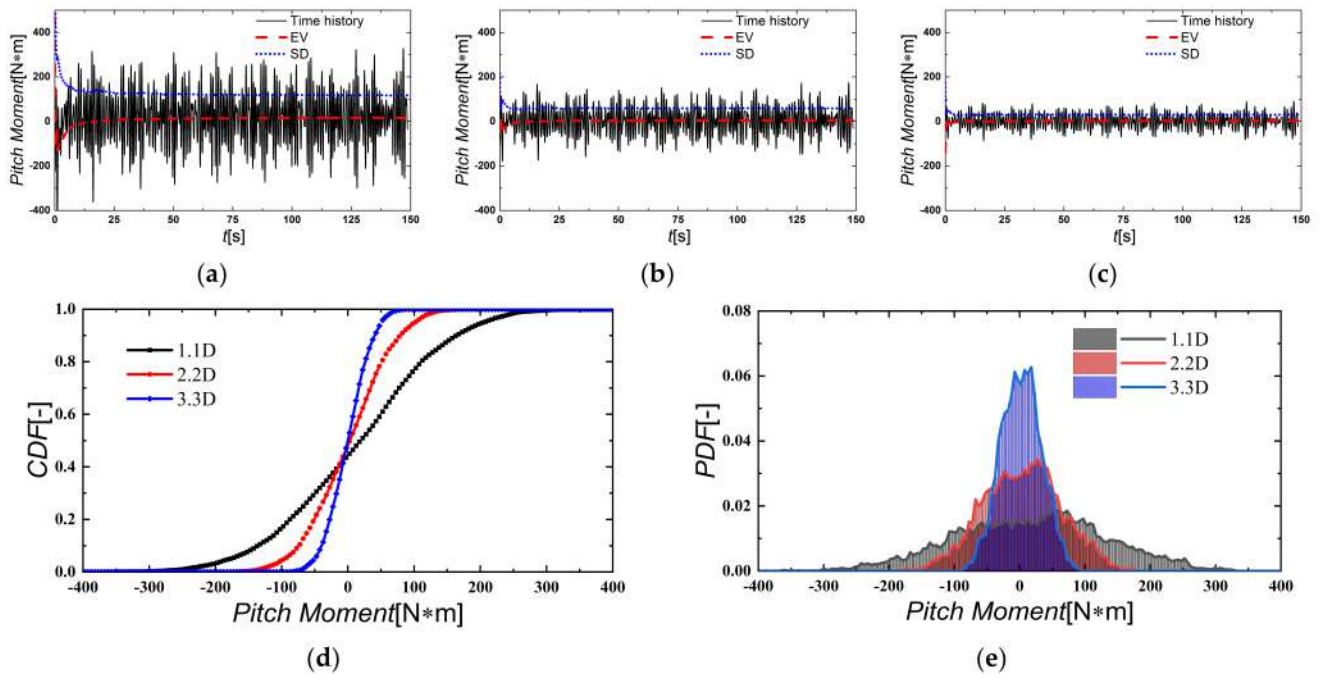 Pitch Moment[N*m]
400
200
0
-200
-400
0 25 50 75 100 125 150
t[s]
Time history
EV
SD
(a)
Pitch Moment[N*m]
400
200
0
-200
-400
0 25 50 75 100 125 150
t[s]
Time history
EV
SD
(b)
Pitch Moment[N*m]
400
200
0
-200
-400
0 25 50 75 100 125 150
t[s]
Time history
EV
SD
(c)
CDF[-]
1.0
0.8
0.6
0.4
0.2
0.0
-400 -300 -200 -100 0 100 200 300 400
Pitch Moment[N*m]
1.1D
2.2D
3.3D
(d)
PDF[-]
0.08
0.06
0.04
0.02
0.00
-400 -300 -200 -100 0 100 200 300 400
Pitch Moment[N*m]
1.1D
2.2D
3.3D
(e)